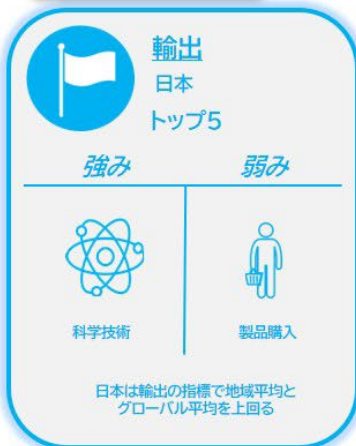 輸出
日本
トップ5
強み 弱み
科学技術 製品購入
日本は輸出の指標で地域平均と
グローバル平均を上回る